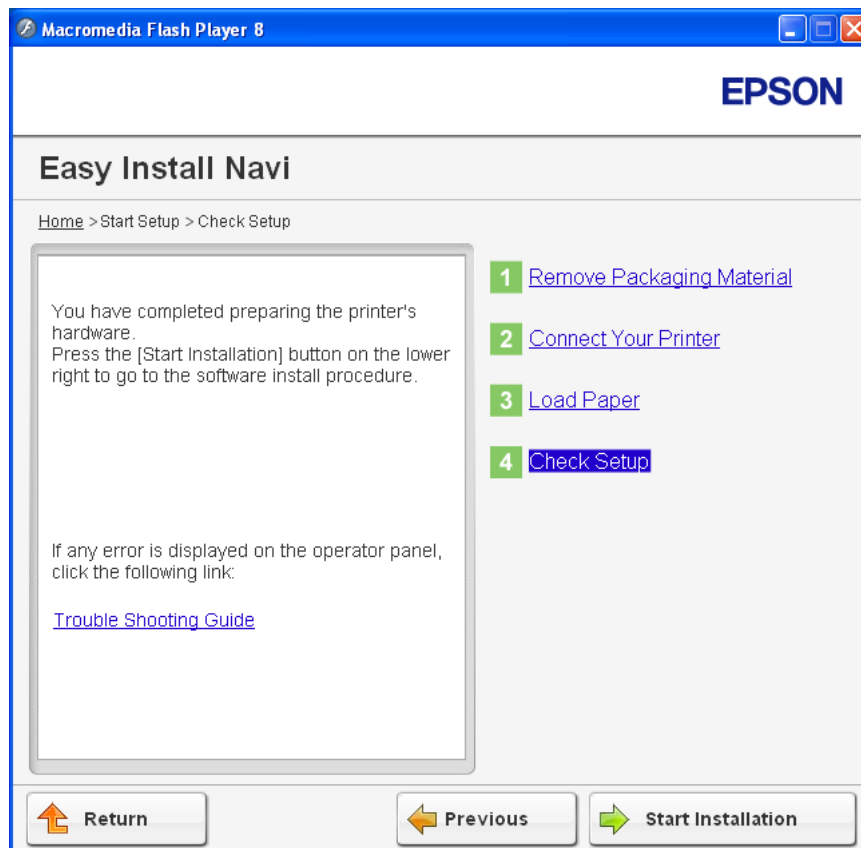 Macromedia Flash Player 8
EPSON
Easy Install Navi
Home > Start Setup > Check Setup
You have completed preparing the printer's
hardware.
Press the [Start Installation] button on the lower
right to go to the software install procedure.
If any error is displayed on the operator panel,
click the following link:
Trouble Shooting Guide
1 Remove Packaging Material
2 Connect Your Printer
3 Load Paper
4 Check Setup
Return
Previous
Start Installation